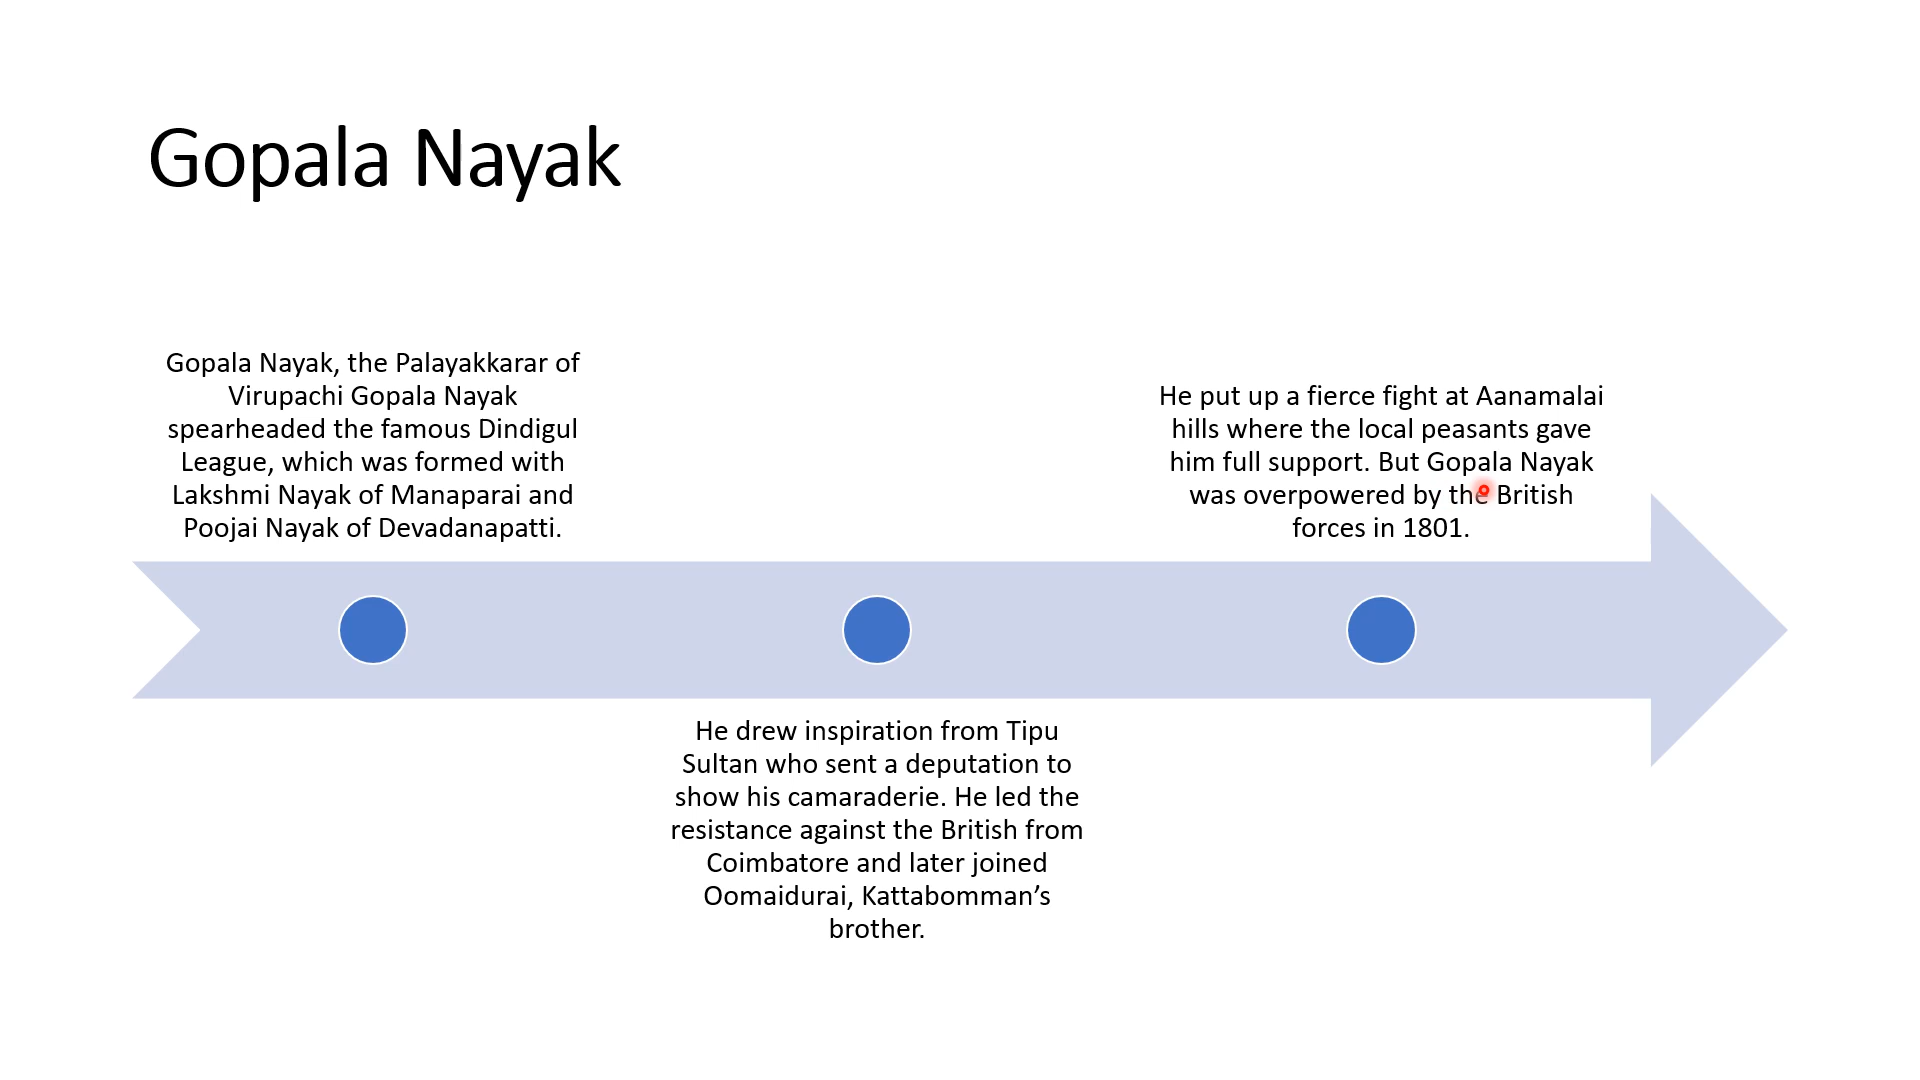 Gopala Nayak
Gopala Nayak, the Palayakkarar of
Virupachi Gopala Nayak
spearheaded the famous Dindigul
League, which was formed with
Lakshmi Nayak of Manaparai and
Poojai Nayak of Devadanapatti.
He drew inspiration from Tipu
Sultan who sent a deputation to
show his camaraderie. He led the
resistance against the British from
Coimbatore and later joined
Oomaidurai, Kattabomman’s
brother.
He put up a fierce fight at Aanamalai
hills where the local peasants gave
him full support. But Gopala Nayak
was overpowered by the British
forces in 1801.